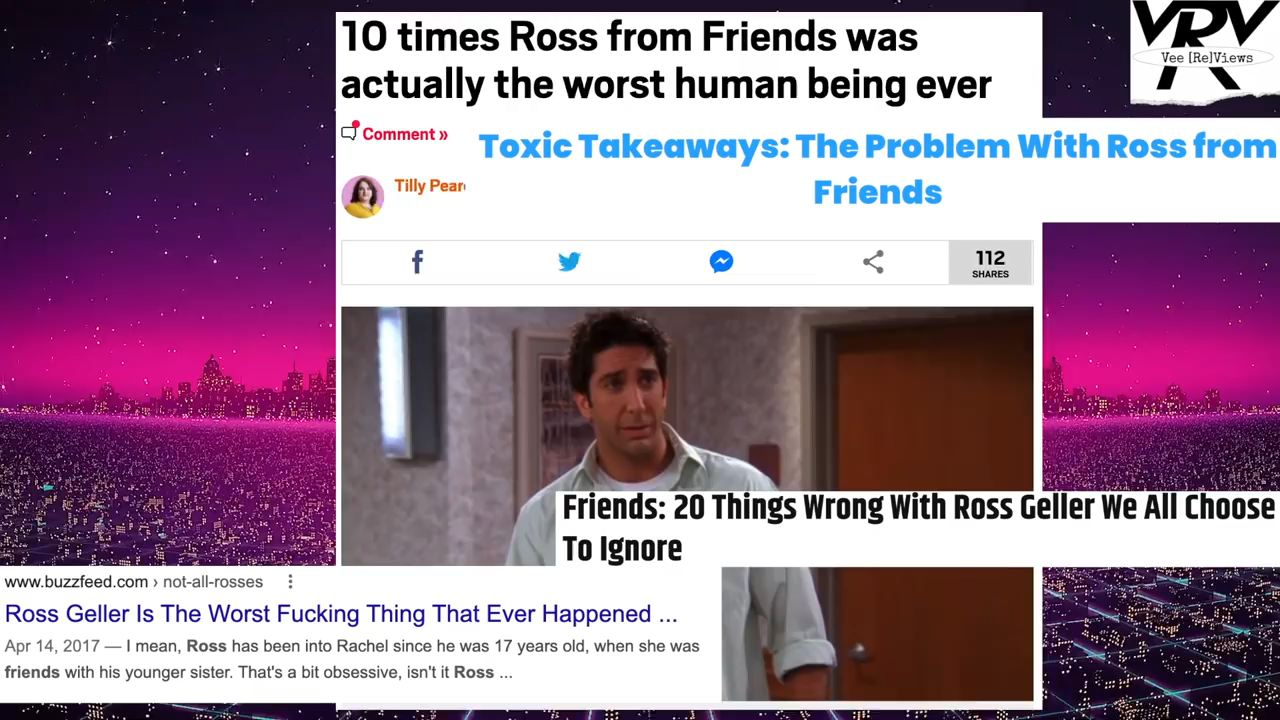 10 times Ross from Friends was
actually the worst human being ever
VRV
Vee [Re]Views
Comment »
Toxic Takeaways: The Problem With Ross from
Friends
Tilly Pear
112
SHARES
Friends: 20 Things Wrong With Ross Geller We All Choose
To Ignore
www.buzzfeed.com › not-all-rosses
Ross Geller Is The Worst Fucking Thing That Ever Happened ...
Apr 14, 2017 — I mean, Ross has been into Rachel since he was 17 years old, when she was
friends with his younger sister. That's a bit obsessive, isn't it Ross ...